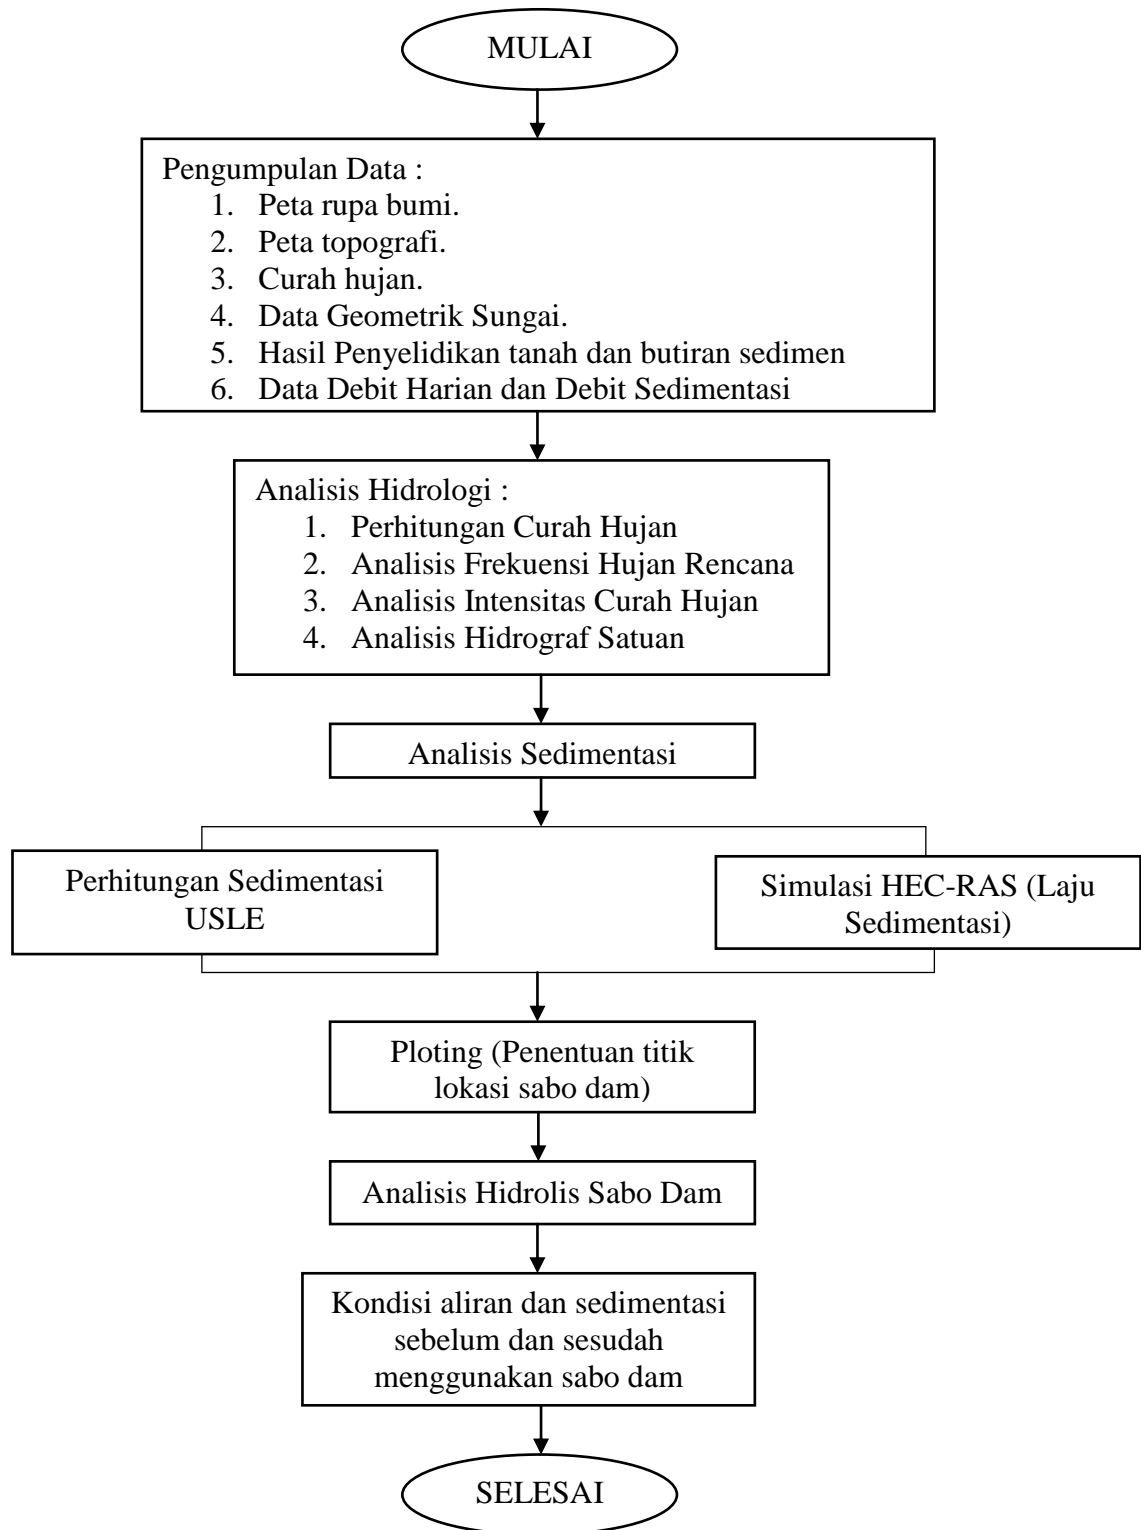 MULAI
Pengumpulan Data :
1. Peta rupa bumi.
2. Peta topografi.
3. Curah hujan.
4. Data Geometrik Sungai.
5. Hasil Penyelidikan tanah dan butiran sedimen
6. Data Debit Harian dan Debit Sedimentasi
Analisis Hidrologi :
1. Perhitungan Curah Hujan
2. Analisis Frekuensi Hujan Rencana
3. Analisis Intensitas Curah Hujan
4. Analisis Hidrograf Satuan
Analisis Sedimentasi
Perhitungan Sedimentasi
USLE
Simulasi HEC-RAS (Laju
Sedimentasi)
Ploting (Penentuan titik
lokasi sabo dam)
Analisis Hidrolis Sabo Dam
Kondisi aliran dan sedimentasi
sebelum dan sesudah
menggunakan sabo dam
SELESAI